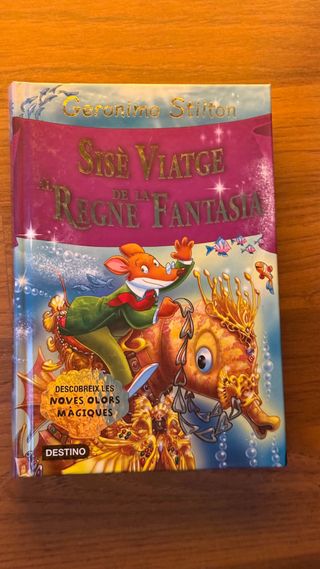 Geronimo Stilton
SISÈ VIATGE
AL REGNE DE LA FANTASIA
DESCOBREIX LES
NOVES OLORS
MÀGIQUES
DESTINO